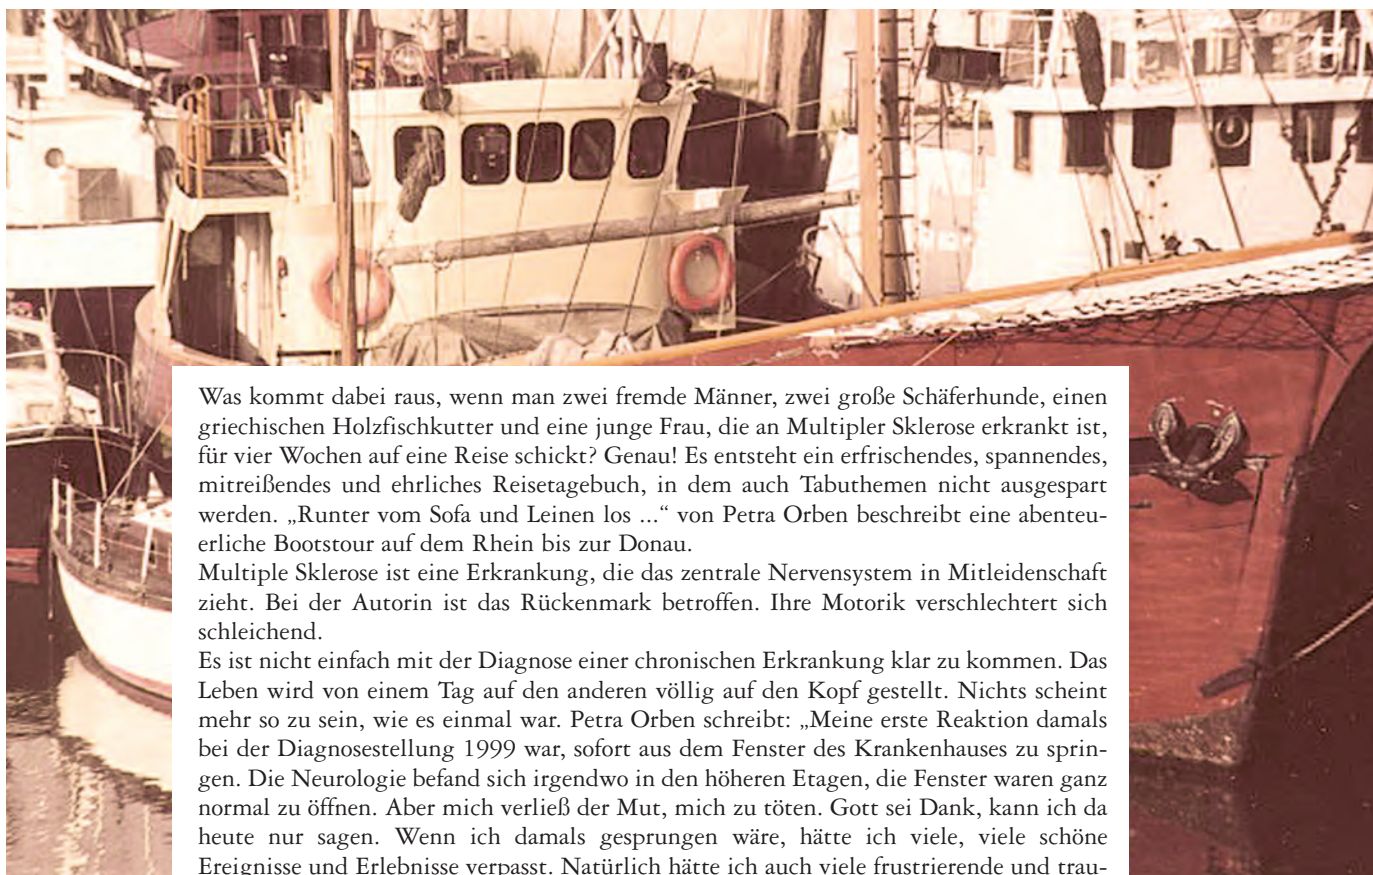 Was kommt dabei raus, wenn man zwei fremde Männer, zwei große Schäferhunde, einen
griechischen Holzfischkutter und eine junge Frau, die an Multipler Sklerose erkrankt ist,
für vier Wochen auf eine Reise schickt? Genau! Es entsteht ein erfrischendes, spannendes,
mitreißendes und ehrliches Reisetagebuch, in dem auch Tabuthemen nicht ausgespart
werden. „Runter vom Sofa und Leinen los ...“ von Petra Orben beschreibt eine abenteu-
erliche Bootstour auf dem Rhein bis zur Donau.
Multiple Sklerose ist eine Erkrankung, die das zentrale Nervensystem in Mitleidenschaft
zieht. Bei der Autorin ist das Rückenmark betroffen. Ihre Motorik verschlechtert sich
schleichend.
Es ist nicht einfach mit der Diagnose einer chronischen Erkrankung klar zu kommen. Das
Leben wird von einem Tag auf den anderen völlig auf den Kopf gestellt. Nichts scheint
mehr so zu sein, wie es einmal war. Petra Orben schreibt: „Meine erste Reaktion damals
bei der Diagnosestellung 1999 war, sofort aus dem Fenster des Krankenhauses zu sprin-
gen. Die Neurologie befand sich irgendwo in den höheren Etagen, die Fenster waren ganz
normal zu öffnen. Aber mich verließ der Mut, mich zu töten. Gott sei Dank, kann ich da
heute nur sagen. Wenn ich damals gesprungen wäre, hätte ich viele, viele schöne
Ereignisse und Erlebnisse verpasst. Natürlich hätte ich auch viele frustrierende und trau-